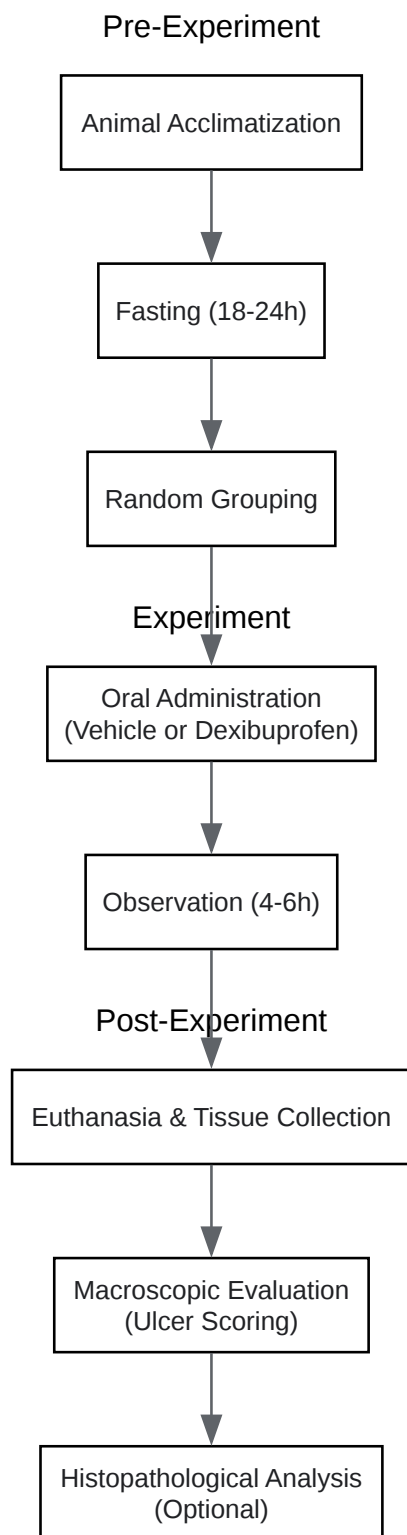 Pre-Experiment
Animal Acclimatization
Fasting (18-24h)
Random Grouping
Experiment
Oral Administration
(Vehicle or Dexibuprofen)
Observation (4-6h)
Post-Experiment
Euthanasia & Tissue Collection
Macroscopic Evaluation
(Ulcer Scoring)
Histopathological Analysis
(Optional)